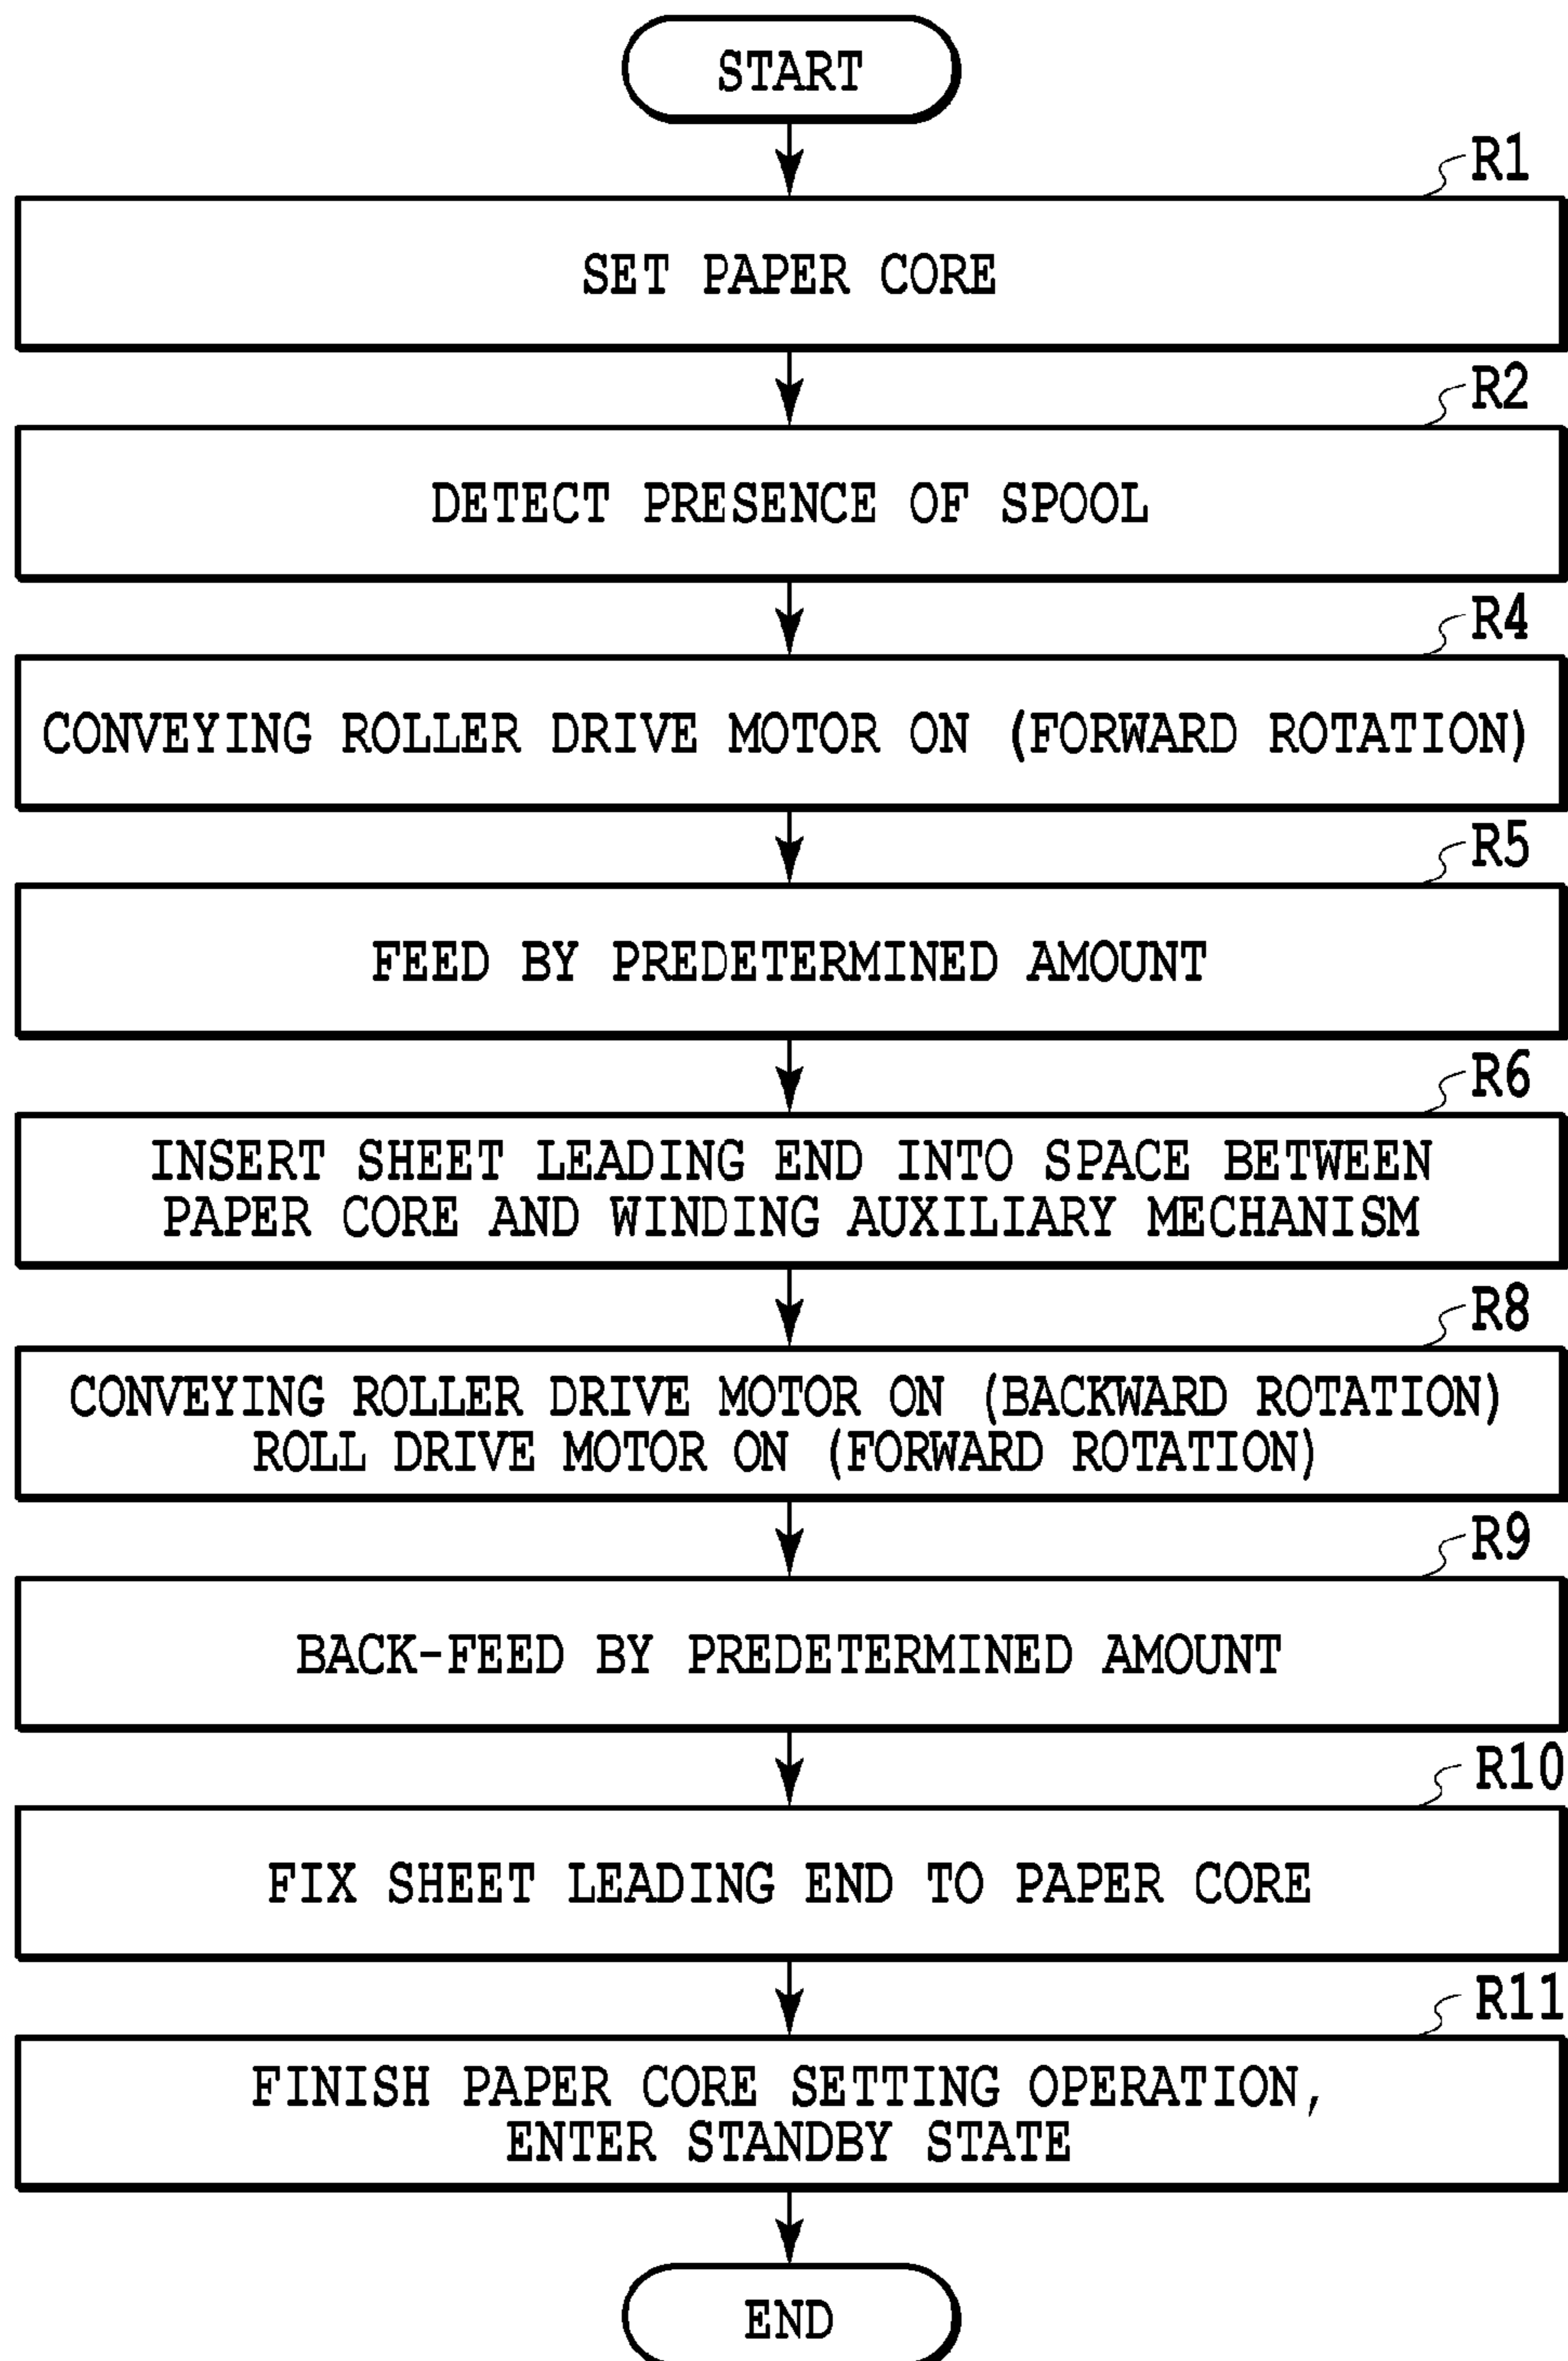 START
R1
SET PAPER CORE
R2
DETECT PRESENCE OF SPOOL
R4
CONVEYING ROLLER DRIVE MOTOR ON (FORWARD ROTATION)
R5
FEED BY PREDETERMINED AMOUNT
R6
INSERT SHEET LEADING END INTO SPACE BETWEEN
PAPER CORE AND WINDING AUXILIARY MECHANISM
R8
CONVEYING ROLLER DRIVE MOTOR ON (BACKWARD ROTATION)
ROLL DRIVE MOTOR ON (FORWARD ROTATION)
R9
BACK-FEED BY PREDETERMINED AMOUNT
R10
FIX SHEET LEADING END TO PAPER CORE
R11
FINISH PAPER CORE SETTING OPERATION,
ENTER STANDBY STATE
END